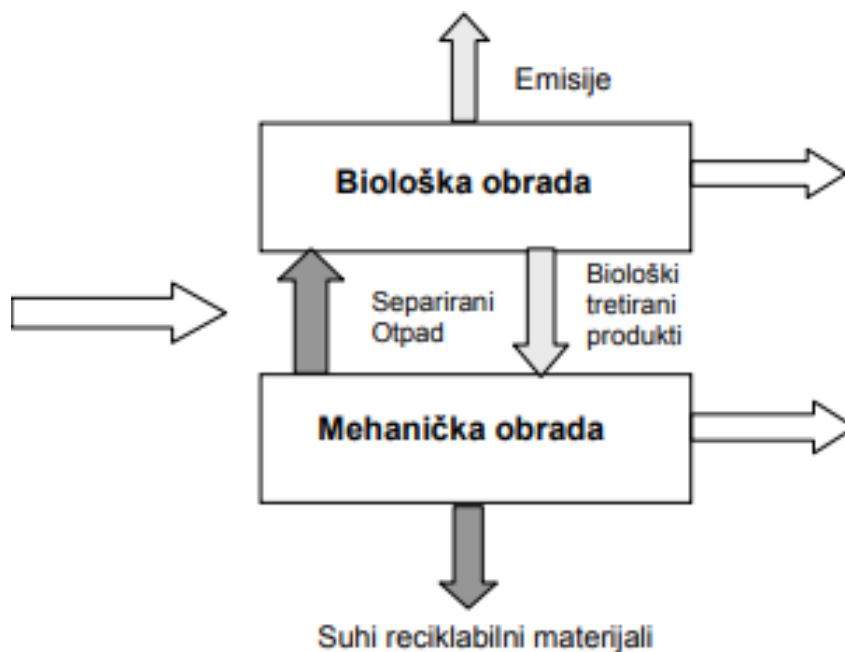 Emisije
Biološka obrada
Separirani
Otpad
Biološki
tretirani
produkti
Mehanička obrada
Suhi reciklabilni materijali